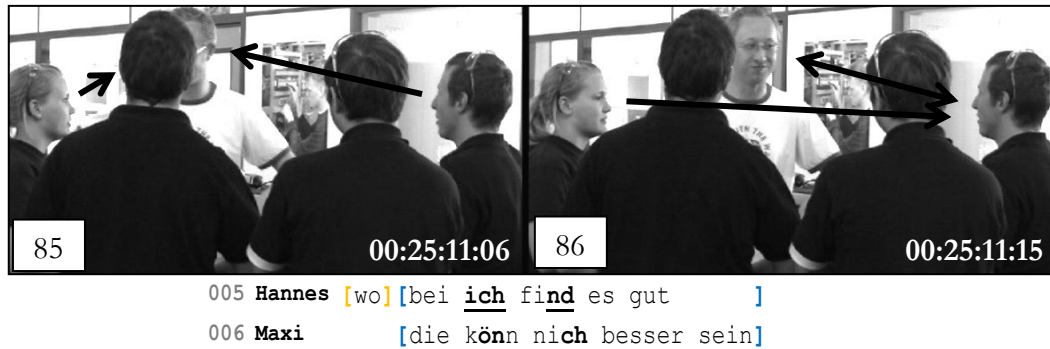 85
00:25:11:06
86
00:25:11:15
005 Hannes [wo][bei ich find es gut ]
006 Maxi [die könn nich besser sein]